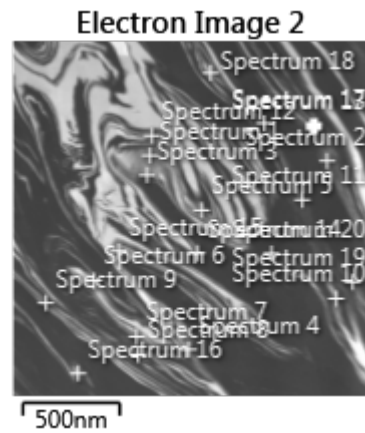 Electron Image 2
Spectrum 18
Spectrum 12
Spectrum 2
Spectrum 3
Spectrum 11
Spectrum 5
Spectrum 6
Spectrum 19
Spectrum 10
Spectrum 9
Spectrum 7
Spectrum 8
Spectrum 4
Spectrum 16
500nm